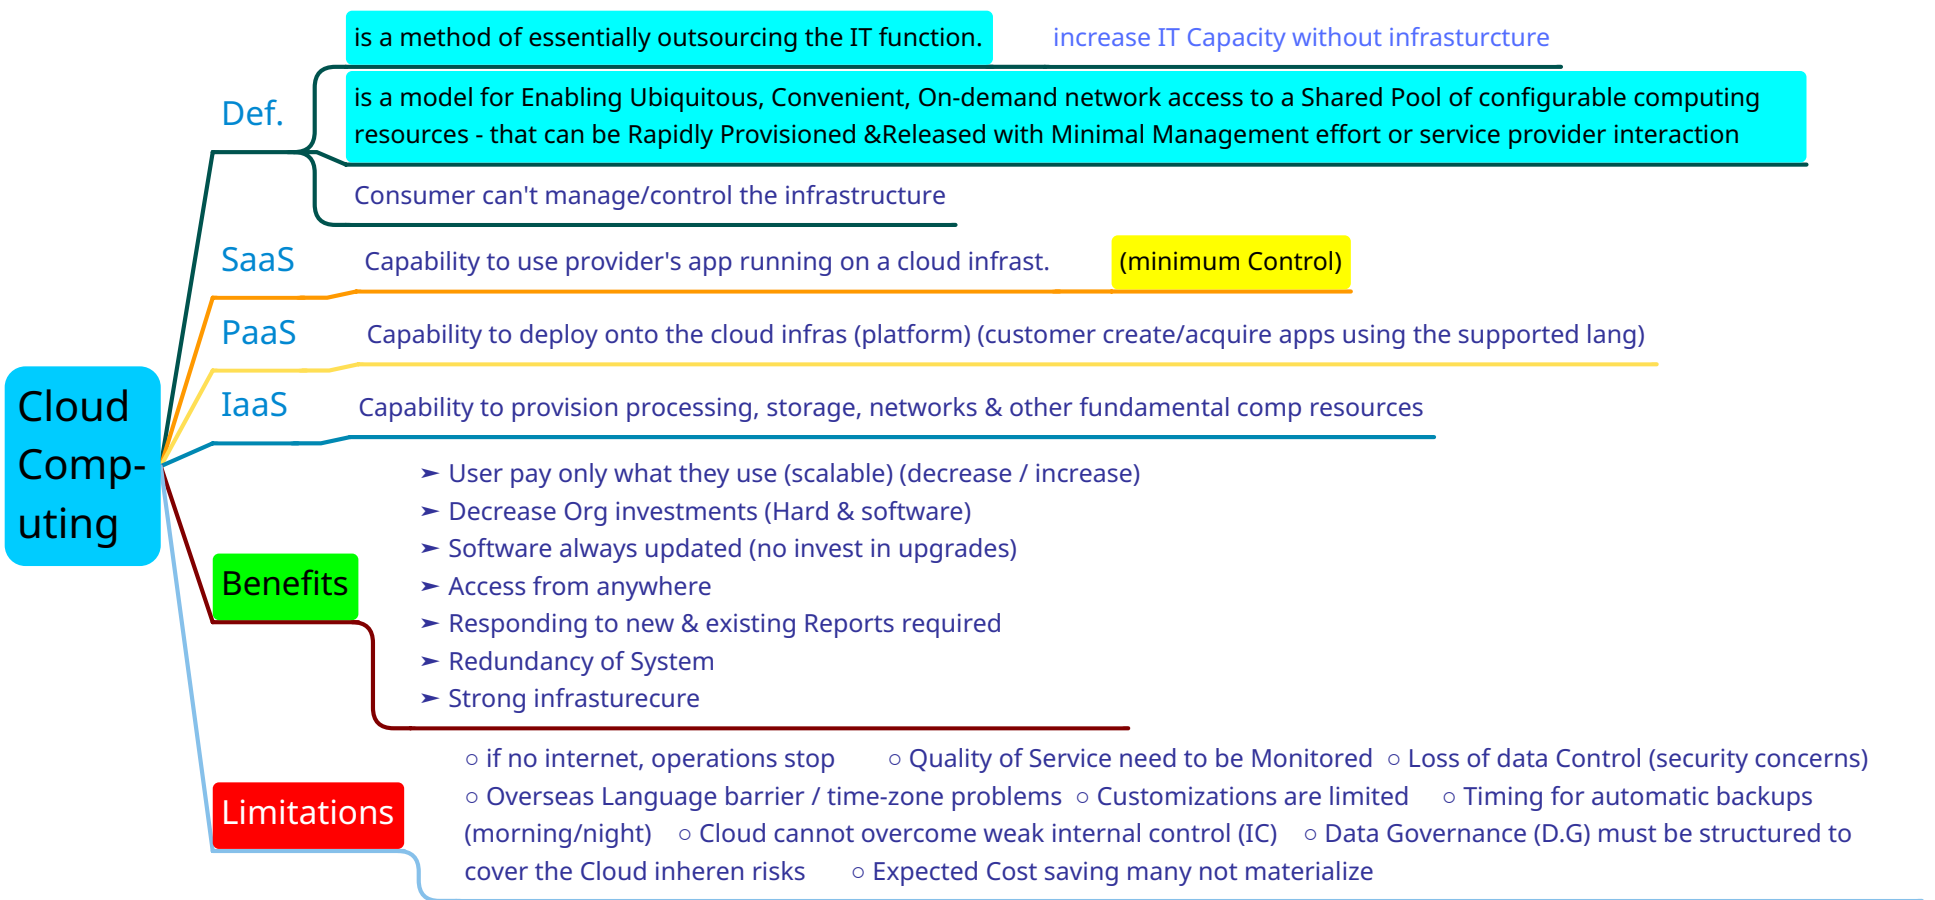 is a method of essentially outsourcing the IT function.
increase IT Capacity without infrasturcture
Def.
is a model for Enabling Ubiquitous, Convenient, On-demand network access to a Shared Pool of configurable computing
resources - that can be Rapidly Provisioned &Released with Minimal Management effort or service provider interaction
Consumer can't manage/control the infrastructure
SaaS
Capability to use provider's app running on a cloud infrast.
(minimum Control)
PaaS
Capability to deploy onto the cloud infras (platform) (customer create/acquire apps using the supported lang)
Cloud
Comp-
uting
IaaS
Capability to provision processing, storage, networks & other fundamental comp resources
Benefits
➢ User pay only what they use (scalable) (decrease / increase)
➢ Decrease Org investments (Hard & software)
➢ Software always updated (no invest in upgrades)
➢ Access from anywhere
➢ Responding to new & existing Reports required
➢ Redundancy of System
➢ Strong infrasturecure
Limitations
○ if no internet, operations stop ○ Quality of Service need to be Monitored ○ Loss of data Control (security concerns)
○ Overseas Language barrier / time-zone problems ○ Customizations are limited ○ Timing for automatic backups
(morning/night) ○ Cloud cannot overcome weak internal control (IC) ○ Data Governance (D.G) must be structured to
cover the Cloud inheren risks ○ Expected Cost saving many not materialize